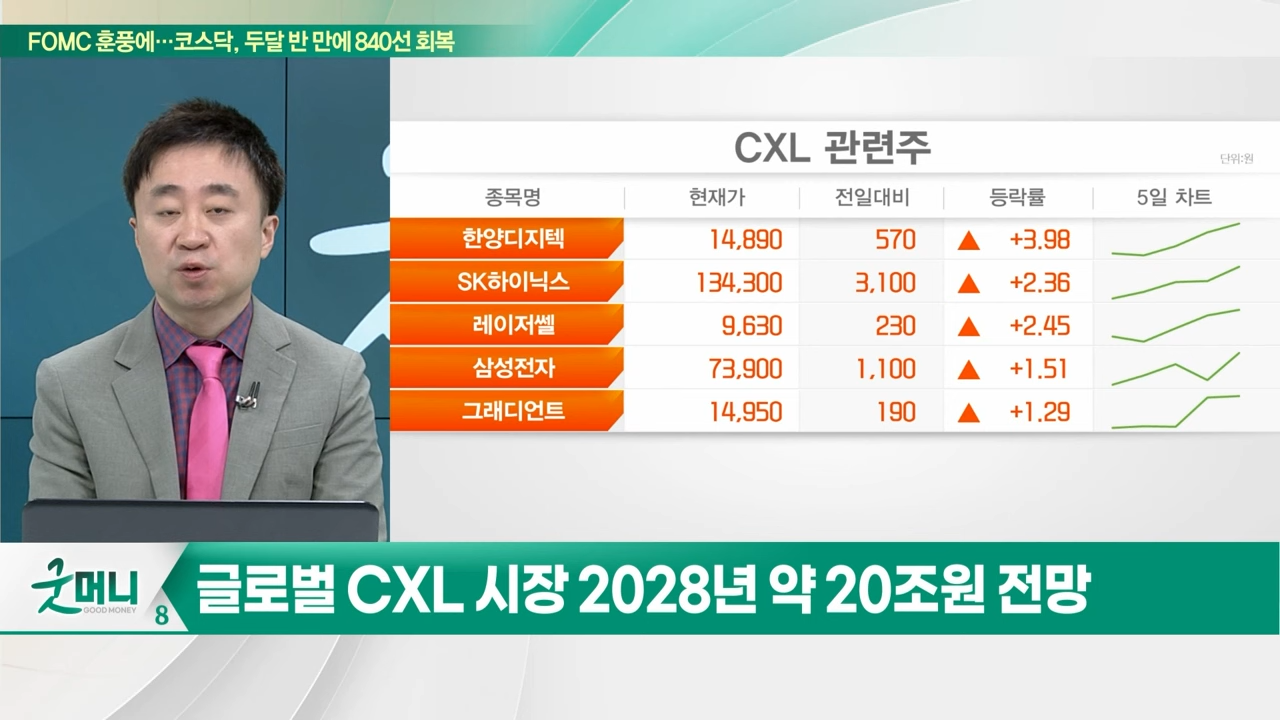 FOMC 훈풍에…코스닥, 두달 반 만에 840선 회복
CXL 관련주
단위:원
종목명 현재가 전일대비 등락률 5일 차트
한양디지텍 14,890 570 ▲ +3.98
SK하이닉스 134,300 3,100 ▲ +2.36
레이저쎌 9,630 230 ▲ +2.45
삼성전자 73,900 1,100 ▲ +1.51
그래디언트 14,950 190 ▲ +1.29
굿머니
GOOD MONEY
8
글로벌 CXL 시장 2028년 약 20조원 전망